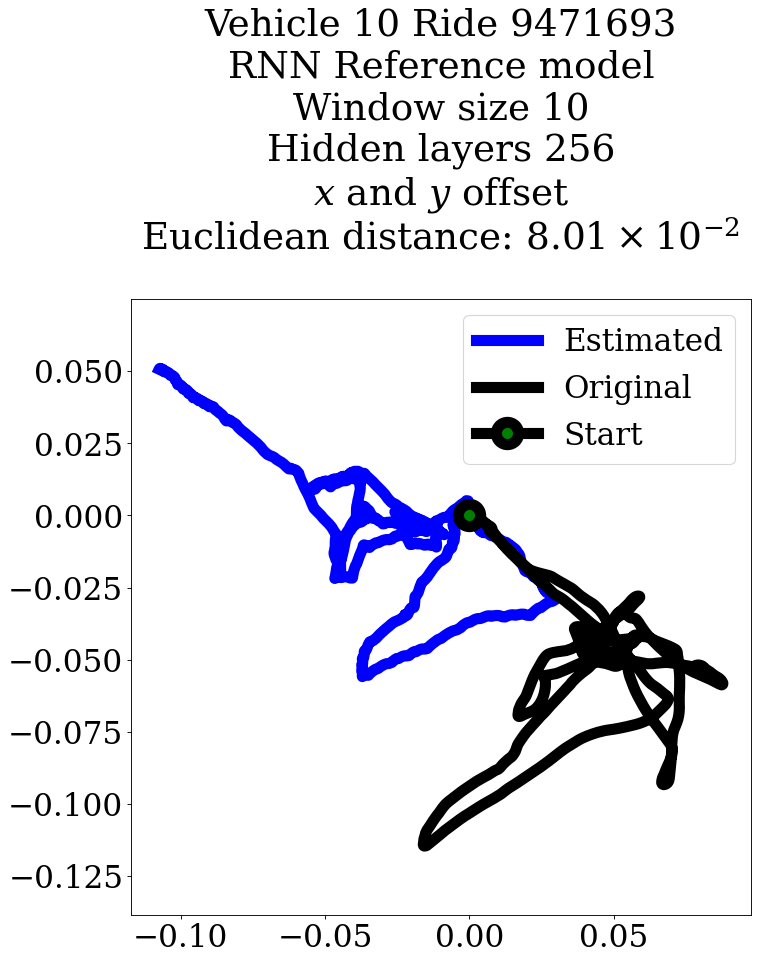 Vehicle 10 Ride 9471693
RNN Reference model
Window size 10
Hidden layers 256
x and y offset
Euclidean distance: 8.01 × 10⁻²
Estimated
Original
Start
0.050
0.025
0.000
−0.025
−0.050
−0.075
−0.100
−0.125
−0.10 −0.05 0.00 0.05